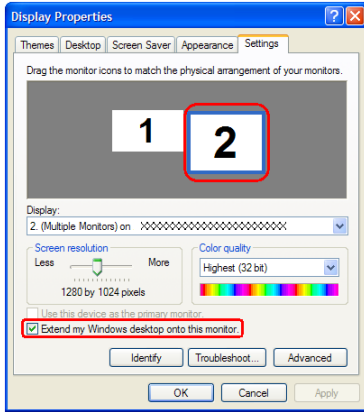 Display Properties
Themes Desktop Screen Saver Appearance Settings
Drag the monitor icons to match the physical arrangement of your monitors.
1 2
Display:
2. (Multiple Monitors) on XXXXXXXXXXXXXXXXXXXXXXXX
Screen resolution
Less More
1280 by 1024 pixels
Color quality
Highest (32 bit)
Use this device as the primary monitor.
Extend my Windows desktop onto this monitor.
Identify Troubleshoot... Advanced
OK Cancel Apply